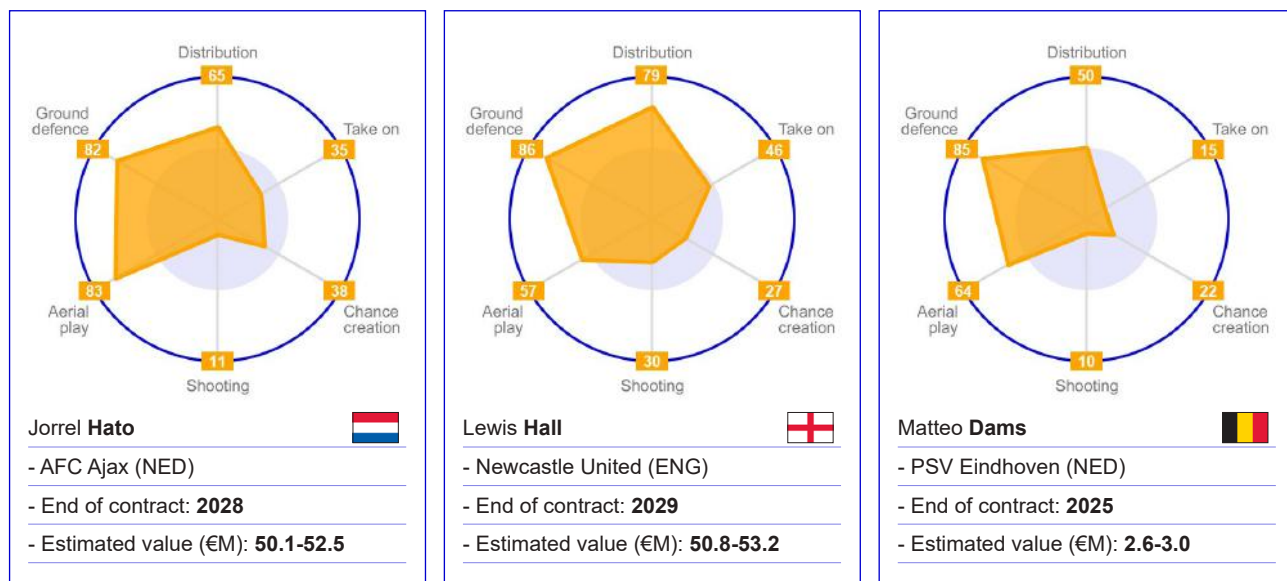 Distribution
65
Ground
defence
82
Take on
35
83
Aerial
play
38
Chance
creation
11
Shooting
Jorrel Hato
- AFC Ajax (NED)
- End of contract: 2028
- Estimated value (€M): 50.1-52.5
Distribution
79
Ground
defence
86
Take on
46
57
Aerial
play
27
Chance
creation
30
Shooting
Lewis Hall
- Newcastle United (ENG)
- End of contract: 2029
- Estimated value (€M): 50.8-53.2
Distribution
50
Ground
defence
85
Take on
15
64
Aerial
play
22
Chance
creation
10
Shooting
Matteo Dams
- PSV Eindhoven (NED)
- End of contract: 2025
- Estimated value (€M): 2.6-3.0